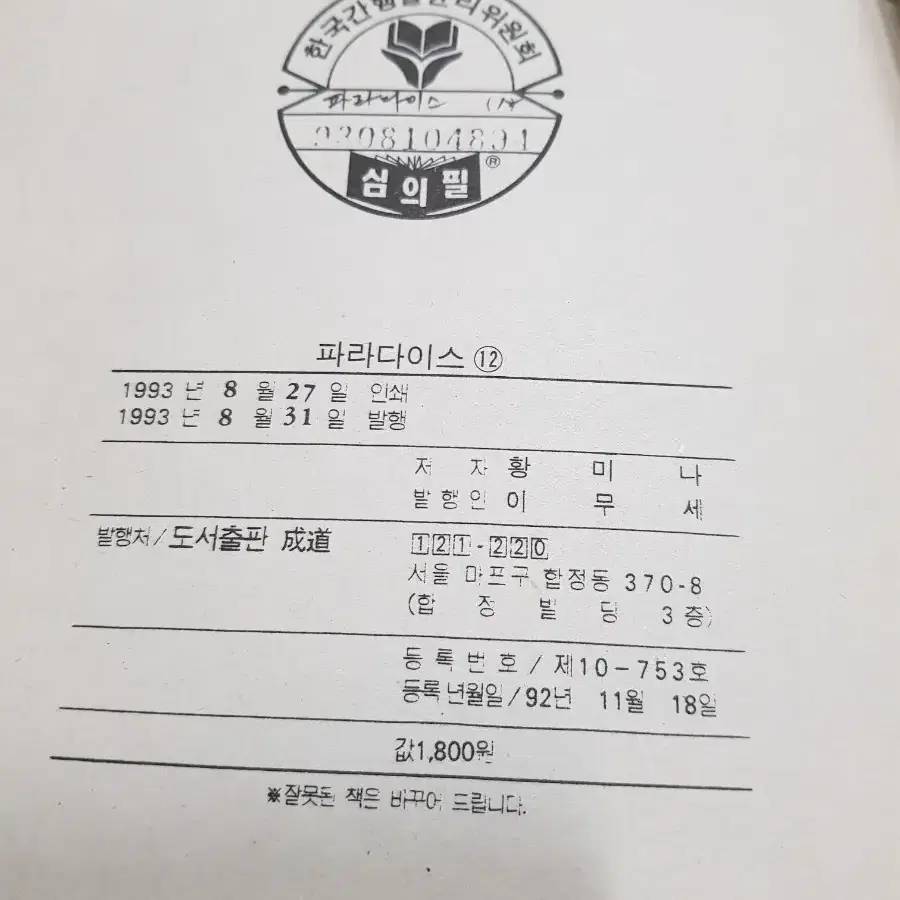 한국간행물윤리위원회
파라다이스
08104894
심의필
®
파라다이스 ⑫
1993 년 8 월 27 일 인쇄
1993 년 8 월 31 일 발행
저 자 황 미 나
발행인 이 무 세
발행처/도서출판 成道
121-220
서울 마포구 합정동 370-8
(합 정 빌 딩 3층)
등록번호/제10-753호
등록년월일/92년 11월 18일
값1,800원
※잘못된 책은 바꾸어 드립니다.